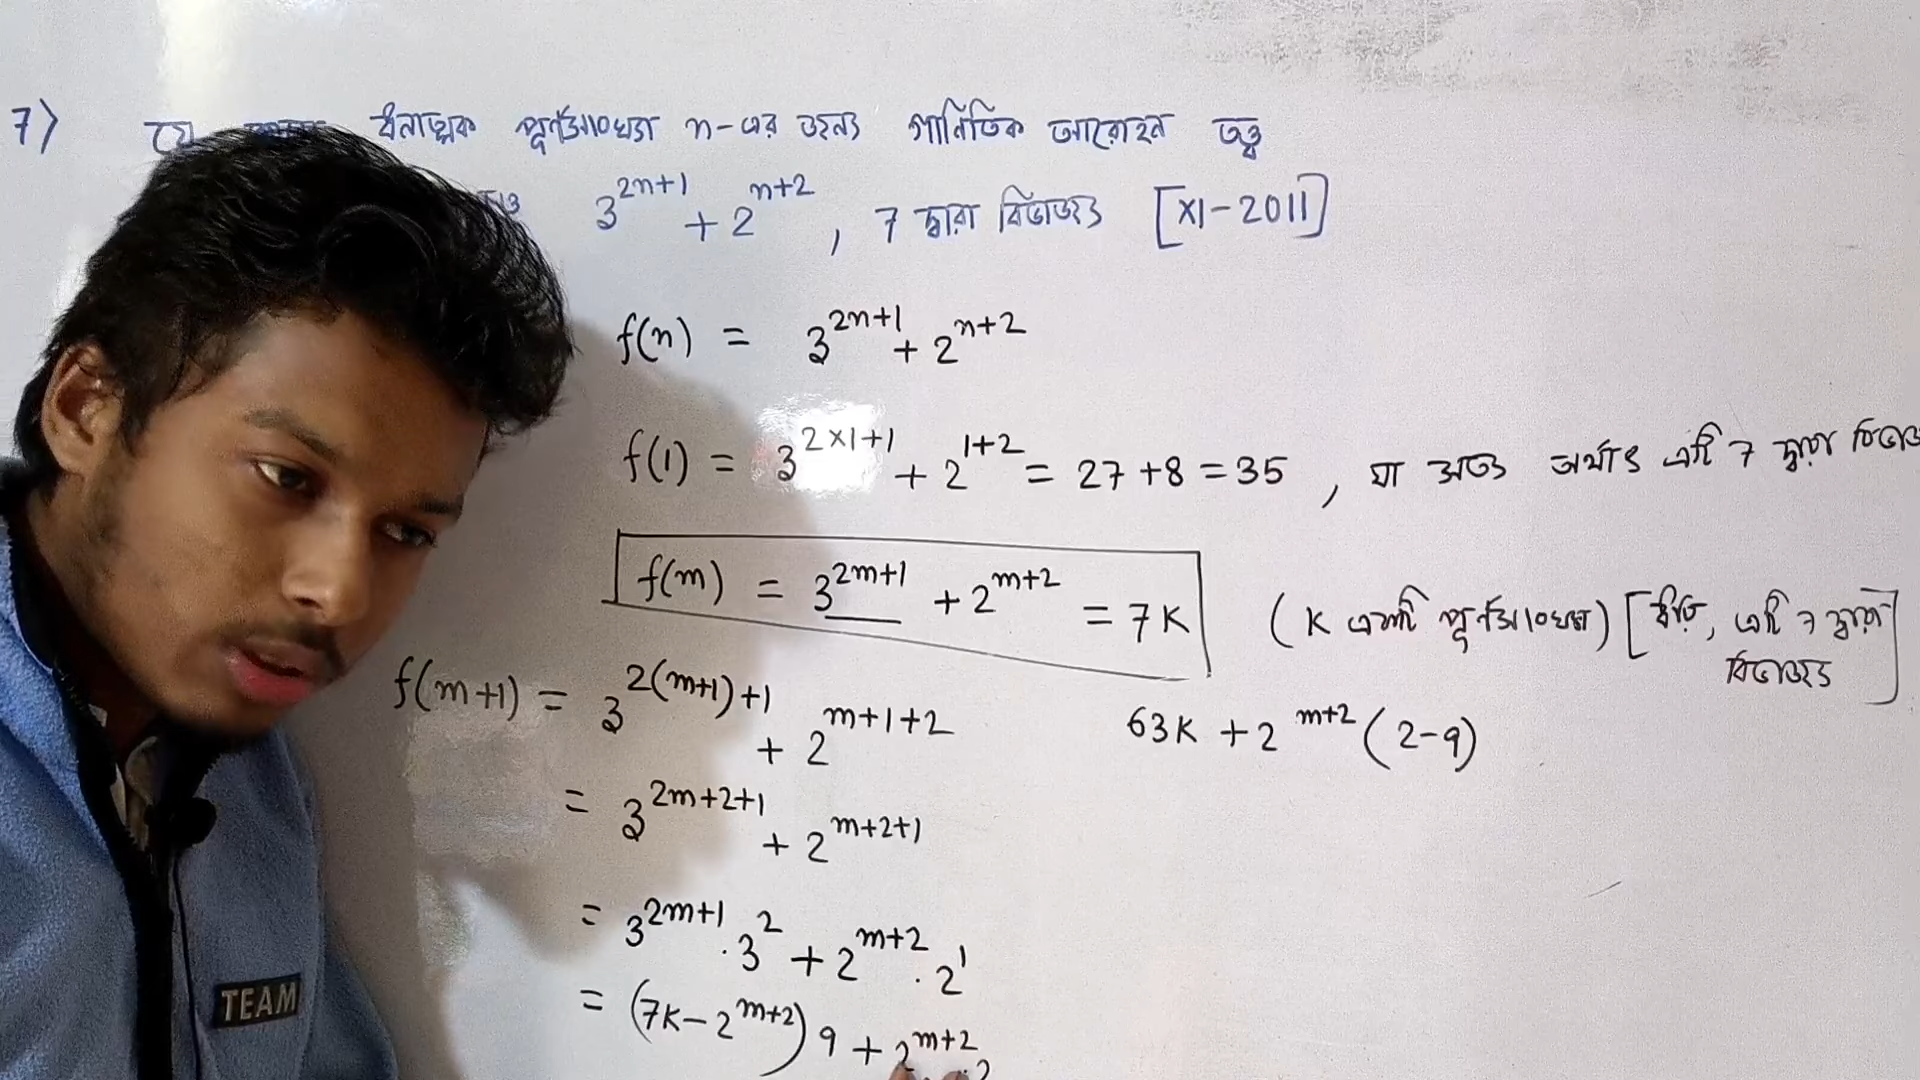 7) যে ধনাত্মক পূর্ণসংখ্যা n-এর জন্য গাণিতিক আরোহন তত্ত্ব
3^{2n+1} + 2^{n+2} , 7 দ্বারা বিভাজ্য [XI-2011]
f(n) = 3^{2n+1} + 2^{n+2}
f(1) = 3^{2×1+1} + 2^{1+2} = 27 + 8 = 35 , যা সত্য অর্থাৎ এটি 7 দ্বারা
f(m) = 3^{2m+1} + 2^{m+2} = 7K (K একটি পূর্ণসংখ্যা) [ধরি, এটি 7 দ্বারা
বিভাজ্য]
f(m+1) = 3^{2(m+1)+1} + 2^{m+1+2}
63K + 2^{m+2} (2-9)
= 3^{2m+2+1} + 2^{m+2+1}
= 3^{2m+1} . 3^2 + 2^{m+2} . 2^1
= (7K - 2^{m+2}) 9 + 2^{m+2} . 2
TEAM